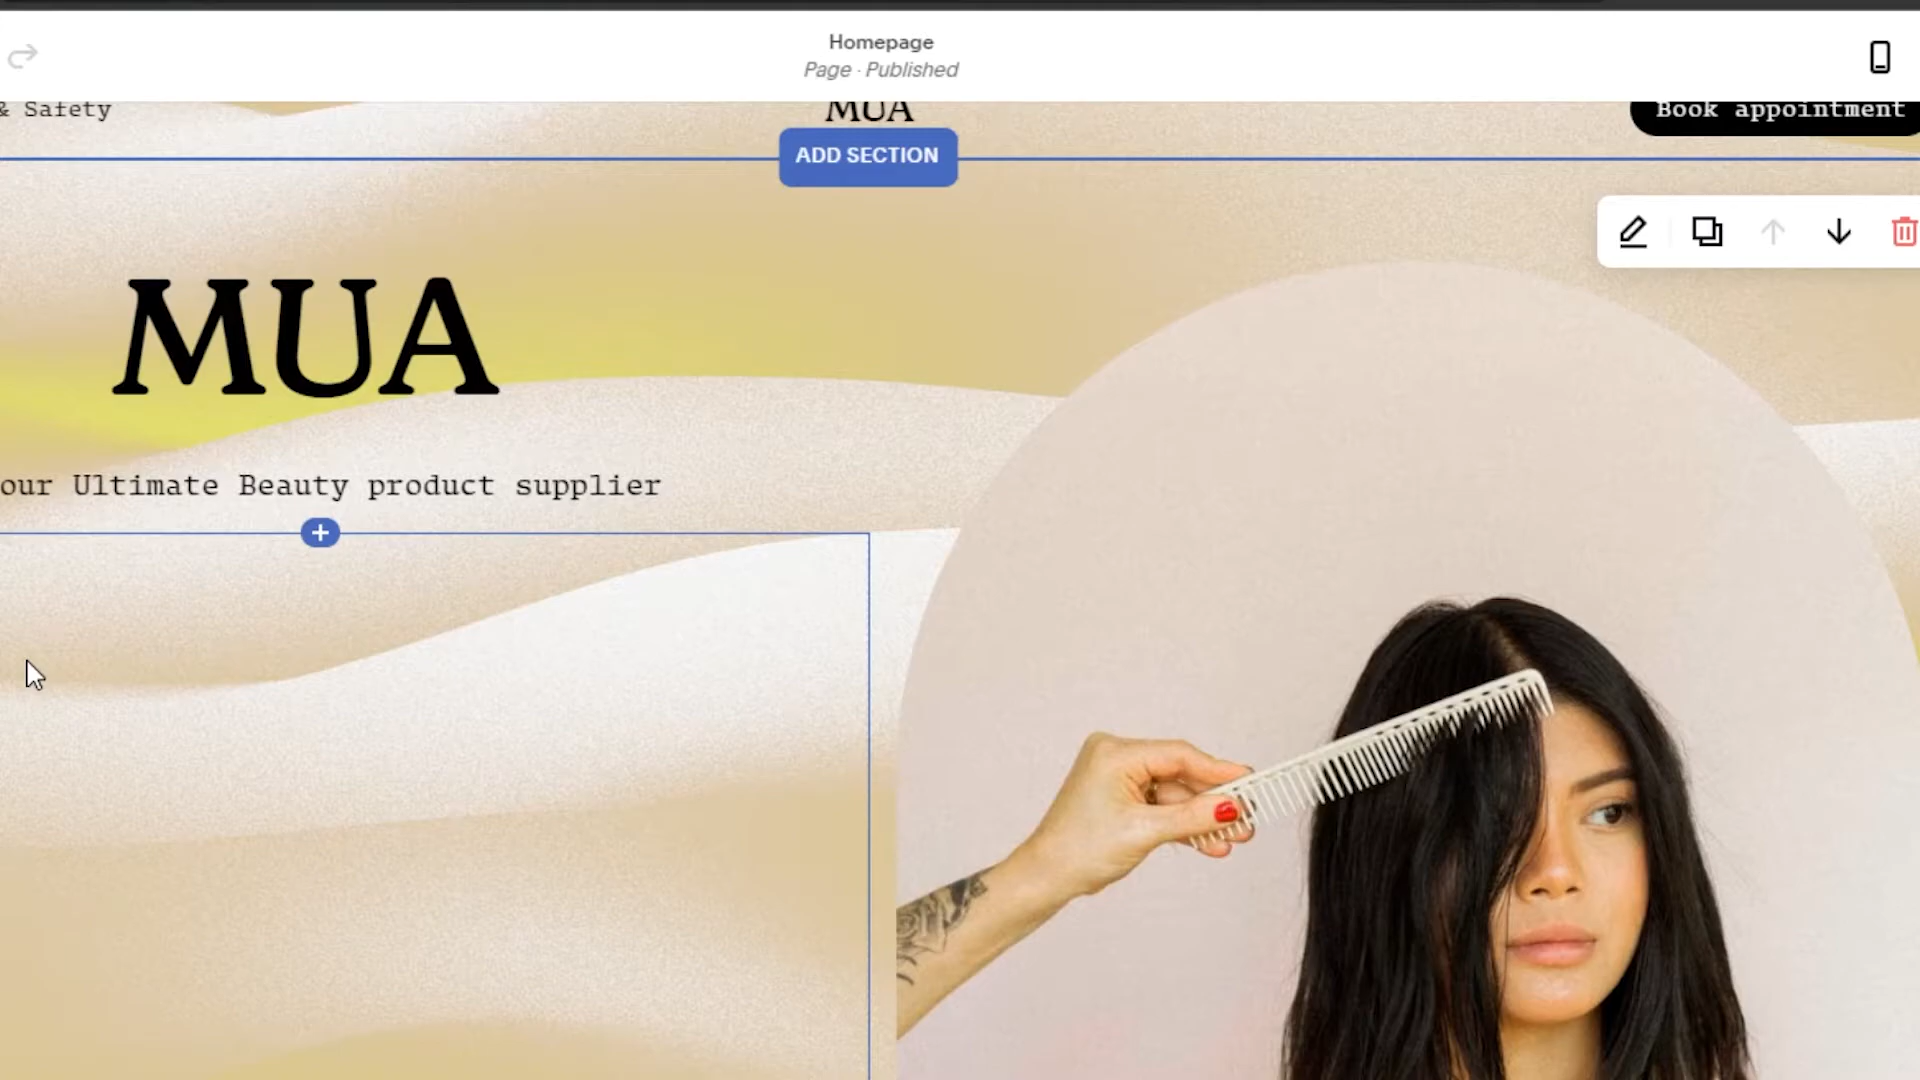 Homepage
Page · Published
& Safety
MUA
Book appointment
ADD SECTION
MUA
our Ultimate Beauty product supplier